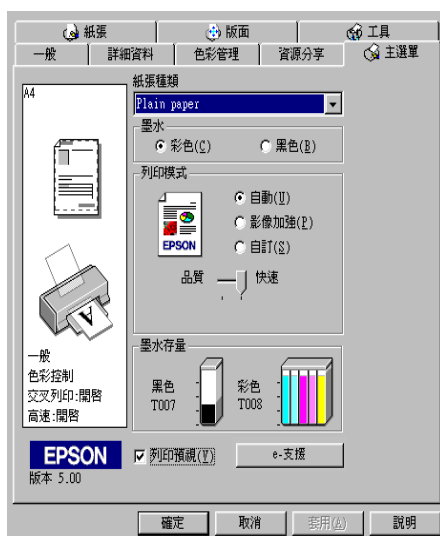 紙張 版面 工具
一般 詳細資料 色彩管理 資源分享 主選單
A4
紙張種類
Plain paper
墨水
彩色(C) 黑色(B)
列印模式
自動(U)
影像加強(P)
自訂(S)
EPSON
品質 快速
一般
色彩控制
交叉列印:開啓
高速:開啓
墨水存量
黑色
T007
彩色
T008
EPSON
版本 5.00
列印預視(V)
e-支援
確定 取消 套用(A) 說明